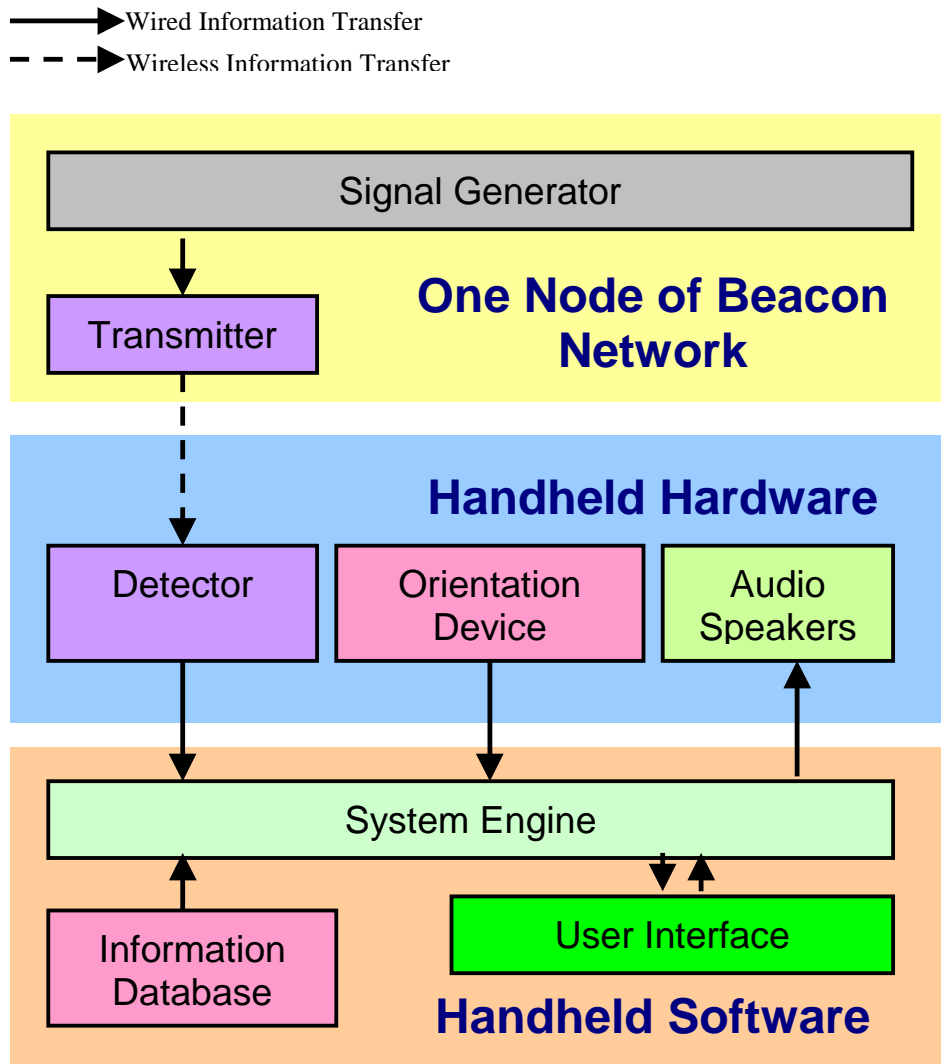 Wired Information Transfer
Wireless Information Transfer
Signal Generator
One Node of Beacon
Network
Transmitter
Handheld Hardware
Detector
Orientation
Device
Audio
Speakers
System Engine
Information
Database
User Interface
Handheld Software